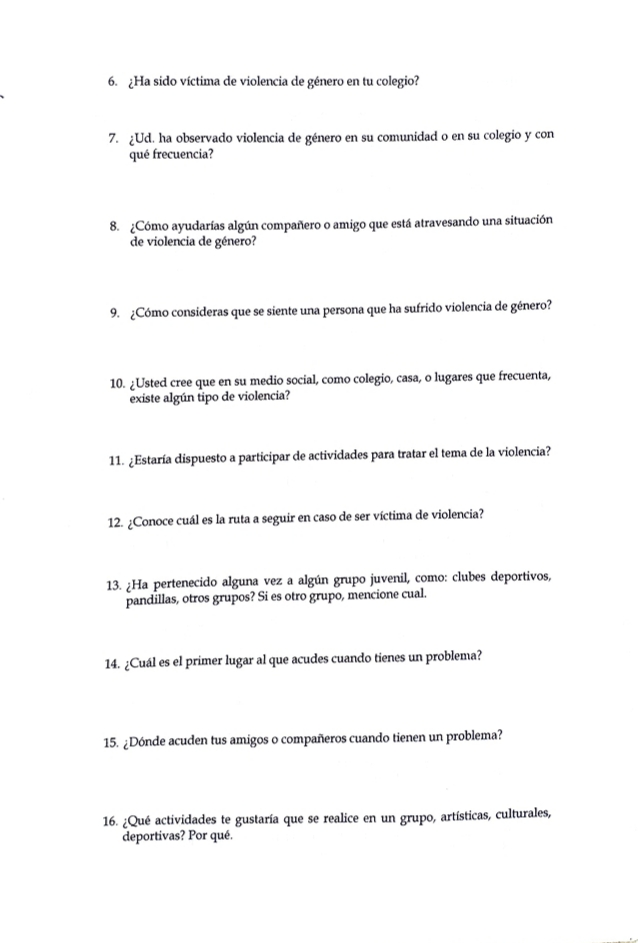 6. ¿Ha sido víctima de violencia de género en tu colegio?
7. ¿Ud. ha observado violencia de género en su comunidad o en su colegio y con
qué frecuencia?
8. ¿Cómo ayudarías algún compañero o amigo que está atravesando una situación
de violencia de género?
9. ¿Cómo consideras que se siente una persona que ha sufrido violencia de género?
10. ¿Usted cree que en su medio social, como colegio, casa, o lugares que frecuenta,
existe algún tipo de violencia?
11. ¿Estaría dispuesto a participar de actividades para tratar el tema de la violencia?
12. ¿Conoce cuál es la ruta a seguir en caso de ser víctima de violencia?
13. ¿Ha pertenecido alguna vez a algún grupo juvenil, como: clubes deportivos,
pandillas, otros grupos? Si es otro grupo, mencione cual.
14. ¿Cuál es el primer lugar al que acudes cuando tienes un problema?
15. ¿Dónde acuden tus amigos o compañeros cuando tienen un problema?
16. ¿Qué actividades te gustaría que se realice en un grupo, artísticas, culturales,
deportivas? Por qué.